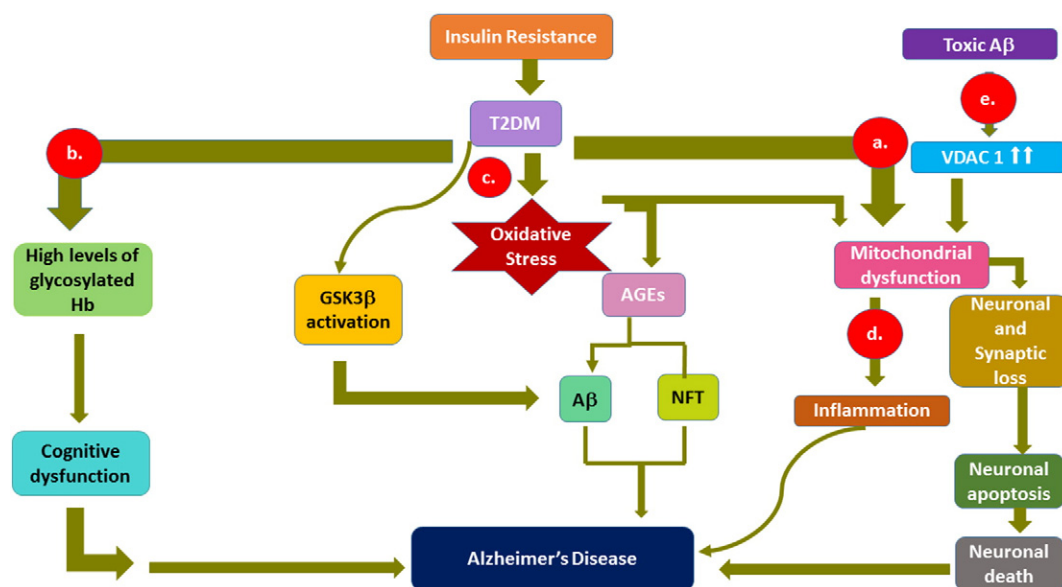 Insulin Resistance
Toxic Aβ
e.
T2DM
b.
a.
VDAC 1 ⬆⬆
c.
Oxidative
Stress
High levels of
glycosylated
Hb
Mitochondrial
dysfunction
GSK3β
activation
AGEs
Neuronal
and
Synaptic
loss
d.
Aβ
NFT
Inflammation
Cognitive
dysfunction
Neuronal
apoptosis
Alzheimer's Disease
Neuronal
death